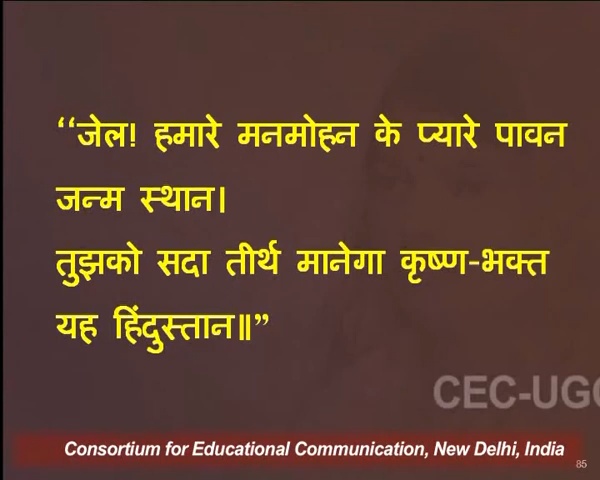 “जेल! हमारे मनमोहन के प्यारे पावन
जन्म स्थान।
तुझको सदा तीर्थ मानेगा कृष्ण-भक्त
यह हिंदुस्तान॥”
CEC-UGC
Consortium for Educational Communication, New Delhi, India
85